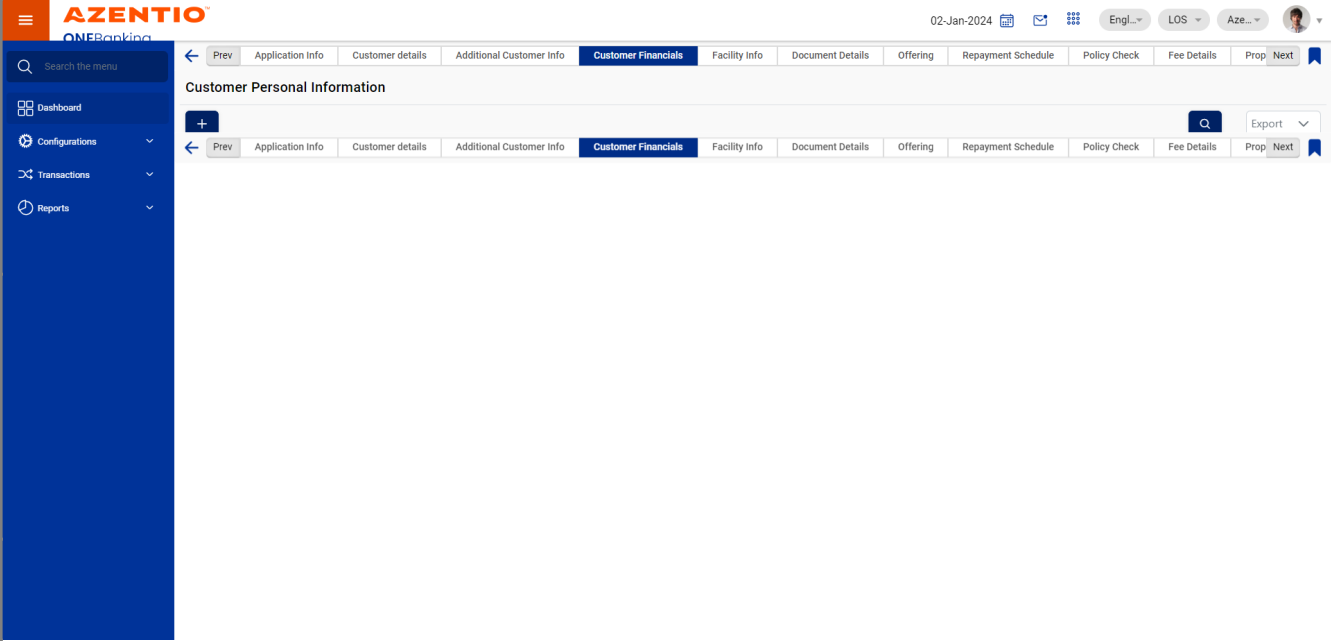 AZENTIO™
ONEBanking
02-Jan-2024 Engl... LOS Aze...
Search the menu
Dashboard
Configurations
Transactions
Reports
Prev Application Info Customer details Additional Customer Info Customer Financials Facility Info Document Details Offering Repayment Schedule Policy Check Fee Details Prop Next
Customer Personal Information
+ Export
Prev Application Info Customer details Additional Customer Info Customer Financials Facility Info Document Details Offering Repayment Schedule Policy Check Fee Details Prop Next